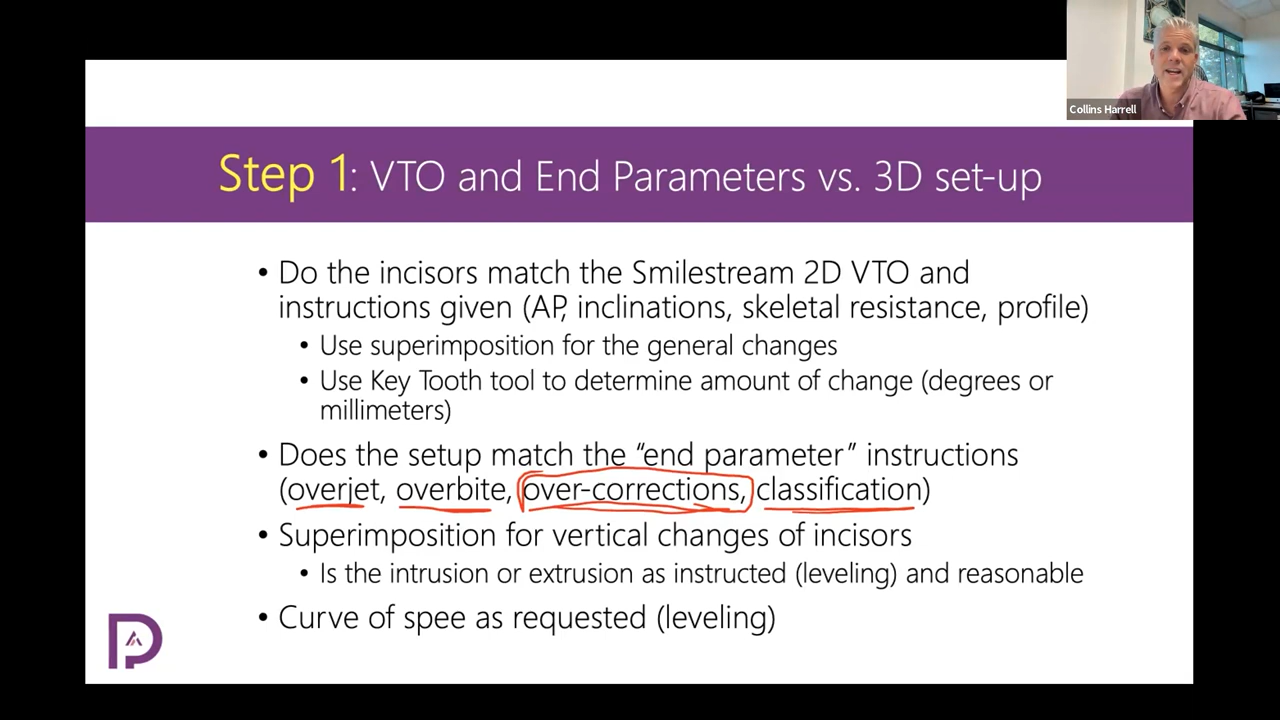 Collins Harrell
Step 1: VTO and End Parameters vs. 3D set-up
• Do the incisors match the Smilestream 2D VTO and
instructions given (AP, inclinations, skeletal resistance, profile)
• Use superimposition for the general changes
• Use Key Tooth tool to determine amount of change (degrees or
millimeters)
• Does the setup match the “end parameter” instructions
(overjet, overbite, over-corrections, classification)
• Superimposition for vertical changes of incisors
• Is the intrusion or extrusion as instructed (leveling) and reasonable
• Curve of spee as requested (leveling)